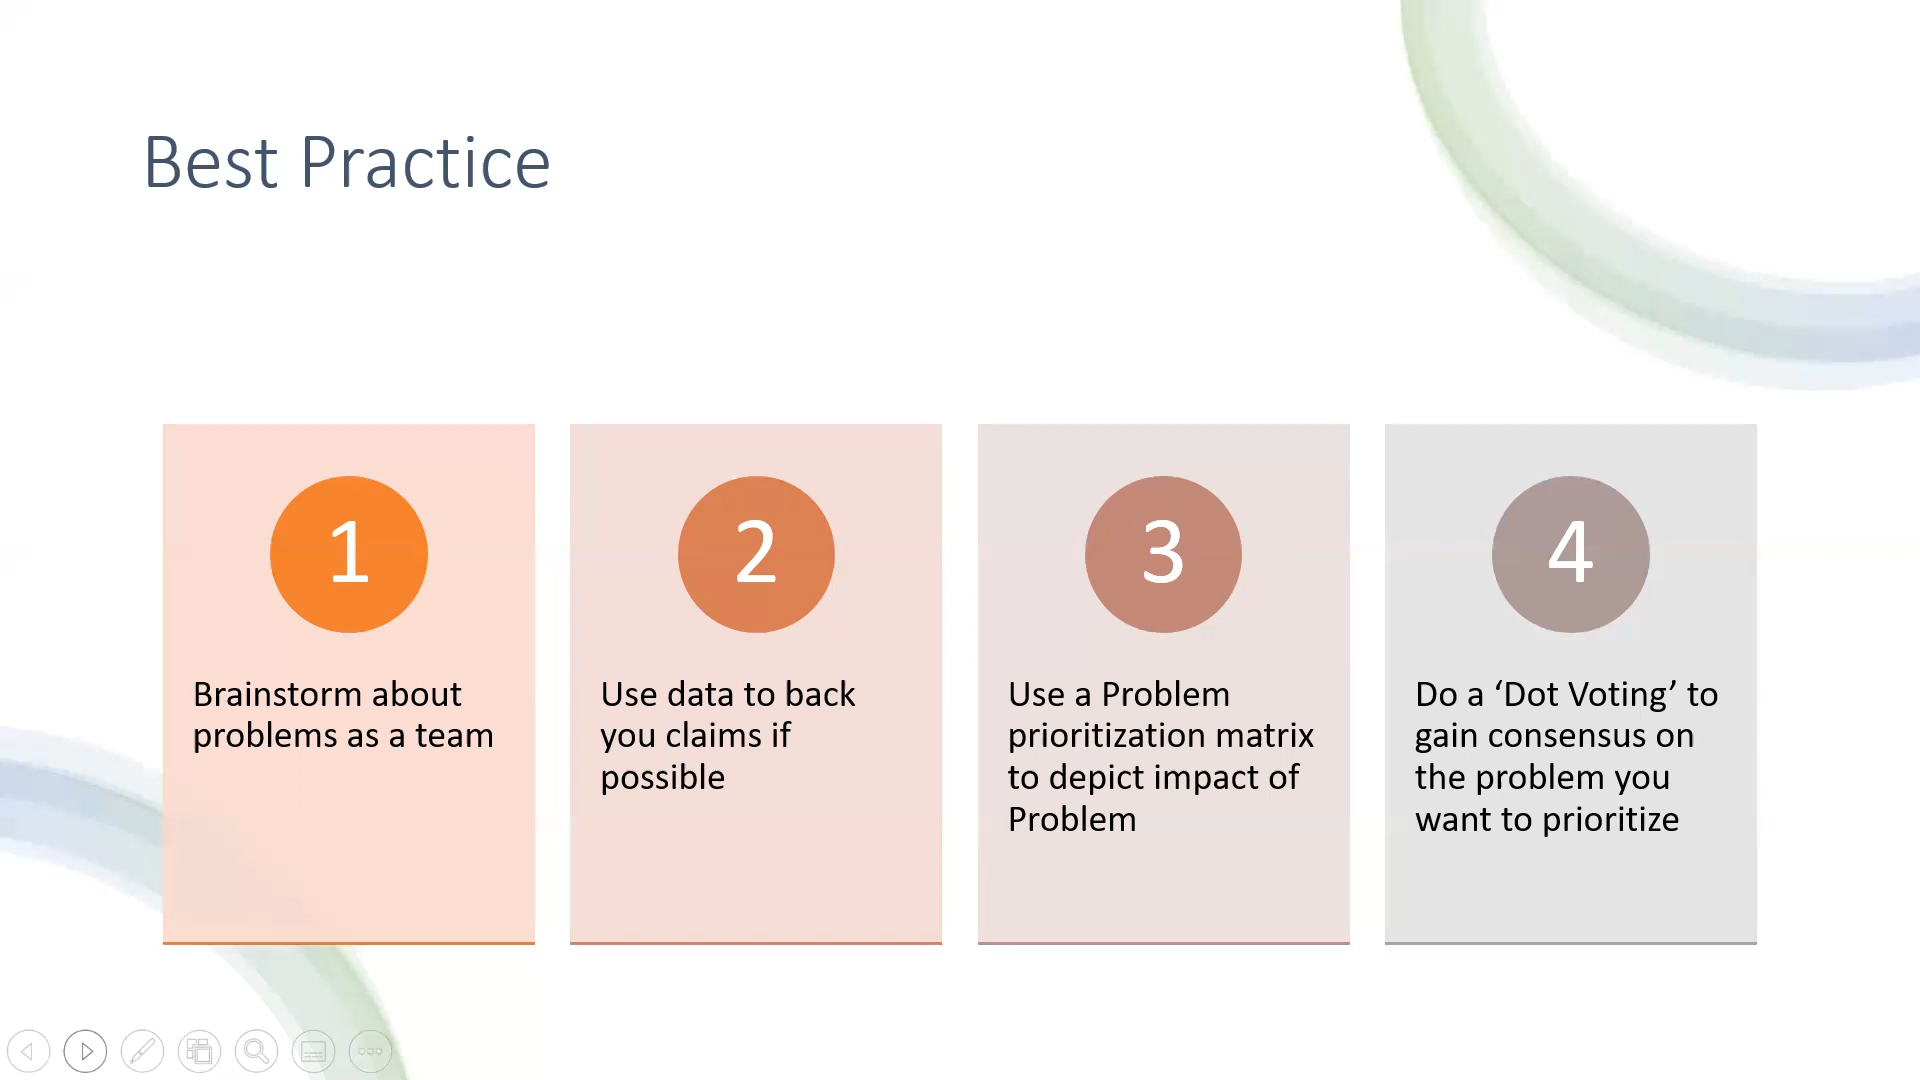 Best Practice
1
Brainstorm about
problems as a team
2
Use data to back
you claims if
possible
3
Use a Problem
prioritization matrix
to depict impact of
Problem
4
Do a ‘Dot Voting’ to
gain consensus on
the problem you
want to prioritize